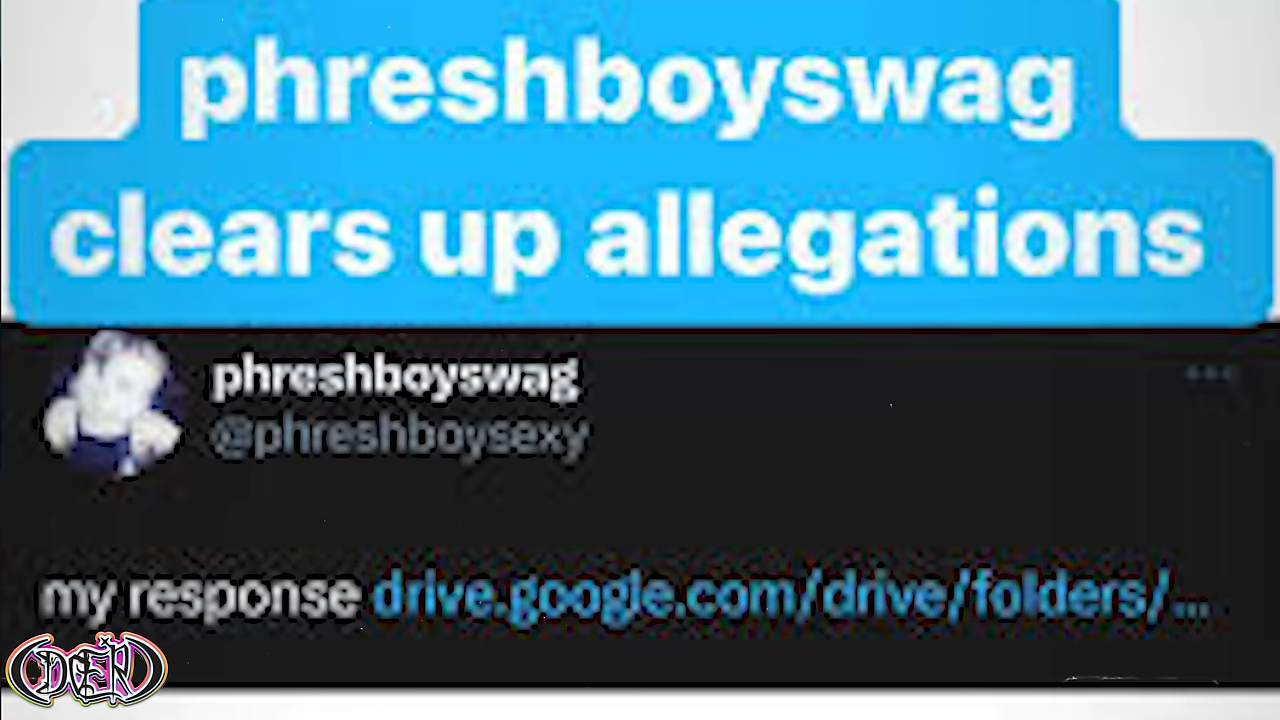 phreshboyswag
clears up allegations
phreshboyswag
@phreshboysexy
my response drive.google.com/drive/folders/...